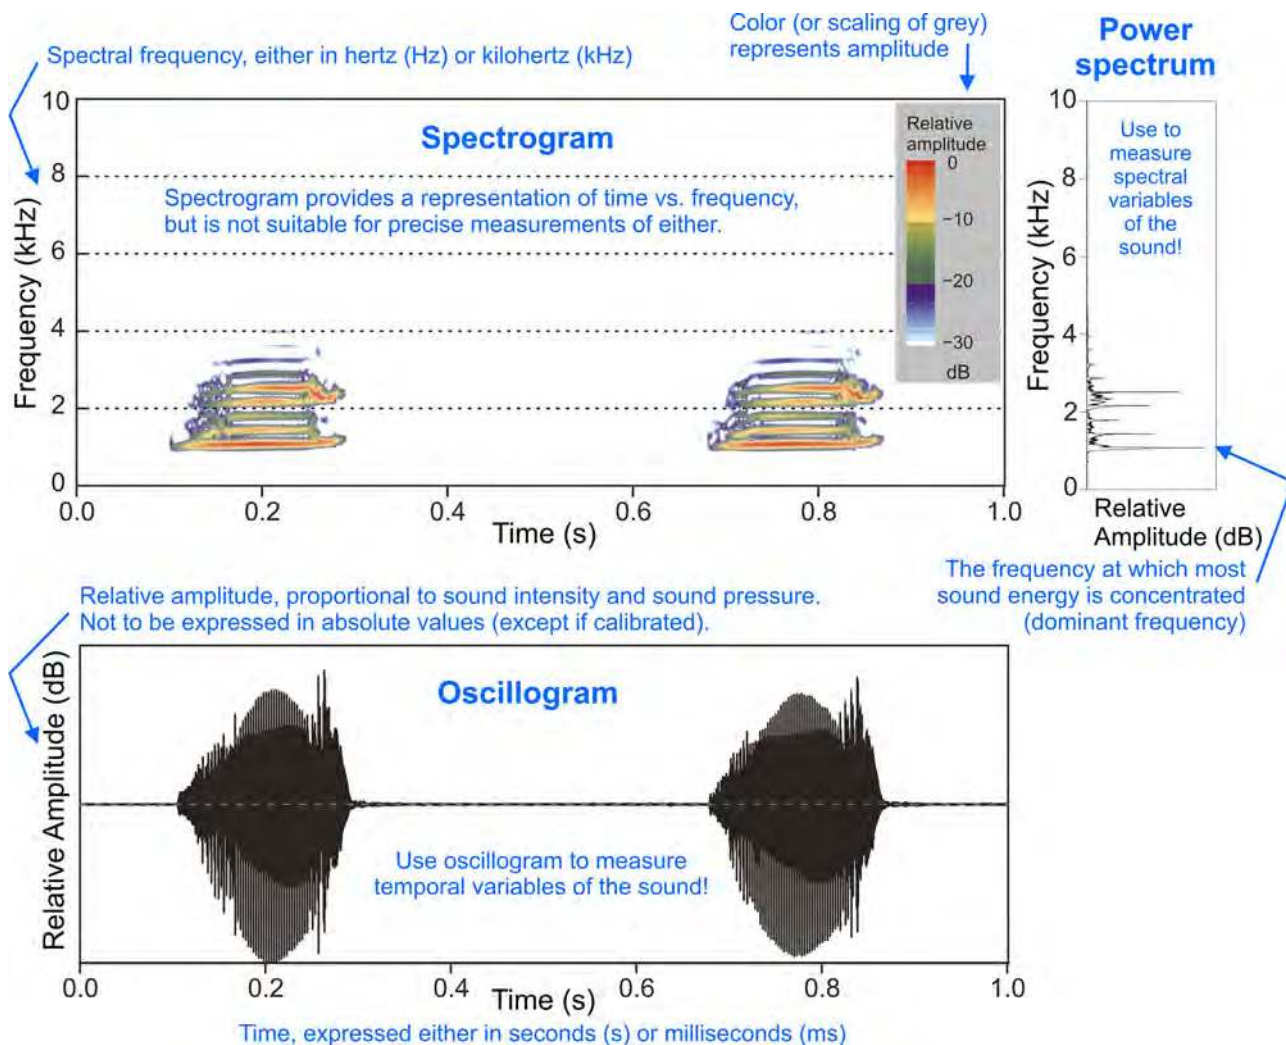 Spectral frequency, either in hertz (Hz) or kilohertz (kHz)
Color (or scaling of grey)
represents amplitude
Power
spectrum
Spectrogram
Spectrogram provides a representation of time vs. frequency,
but is not suitable for precise measurements of either.
Frequency (kHz)
10
8
6
4
2
0
0.0
0.2
0.4
0.6
0.8
1.0
Time (s)
Relative
amplitude
0
−10
−20
−30
dB
Use to
measure
spectral
variables
of the
sound!
Frequency (kHz)
10
8
6
4
2
0
Relative
Amplitude (dB)
The frequency at which most
sound energy is concentrated
(dominant frequency)
Relative amplitude, proportional to sound intensity and sound pressure.
Not to be expressed in absolute values (except if calibrated).
Oscillogram
Relative Amplitude (dB)
Use oscillogram to measure
temporal variables of the sound!
0.0
0.2
0.4
0.6
0.8
1.0
Time (s)
Time, expressed either in seconds (s) or milliseconds (ms)